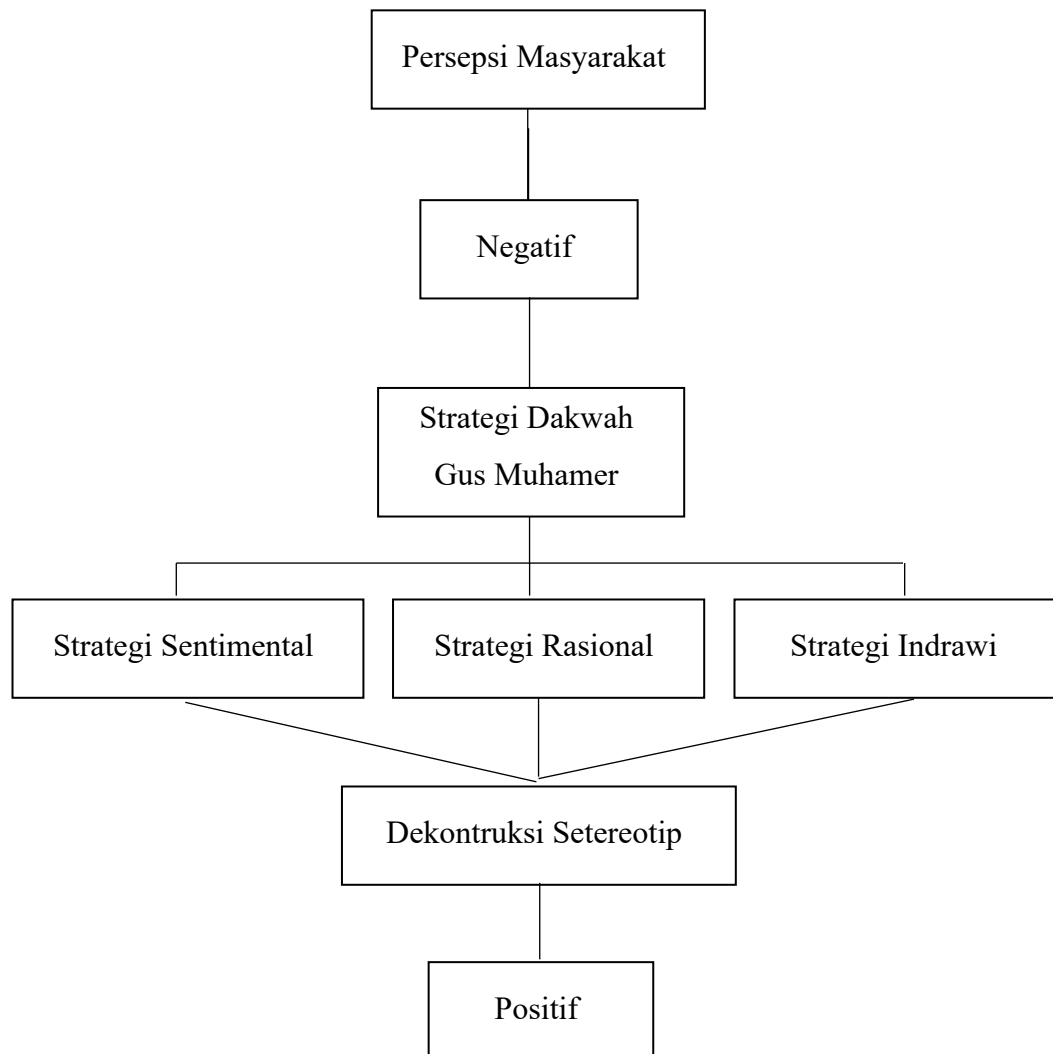 Persepsi Masyarakat
Negatif
Strategi Dakwah
Gus Muhamer
Strategi Sentimental
Strategi Rasional
Strategi Indrawi
Dekontruksi Setereotip
Positif